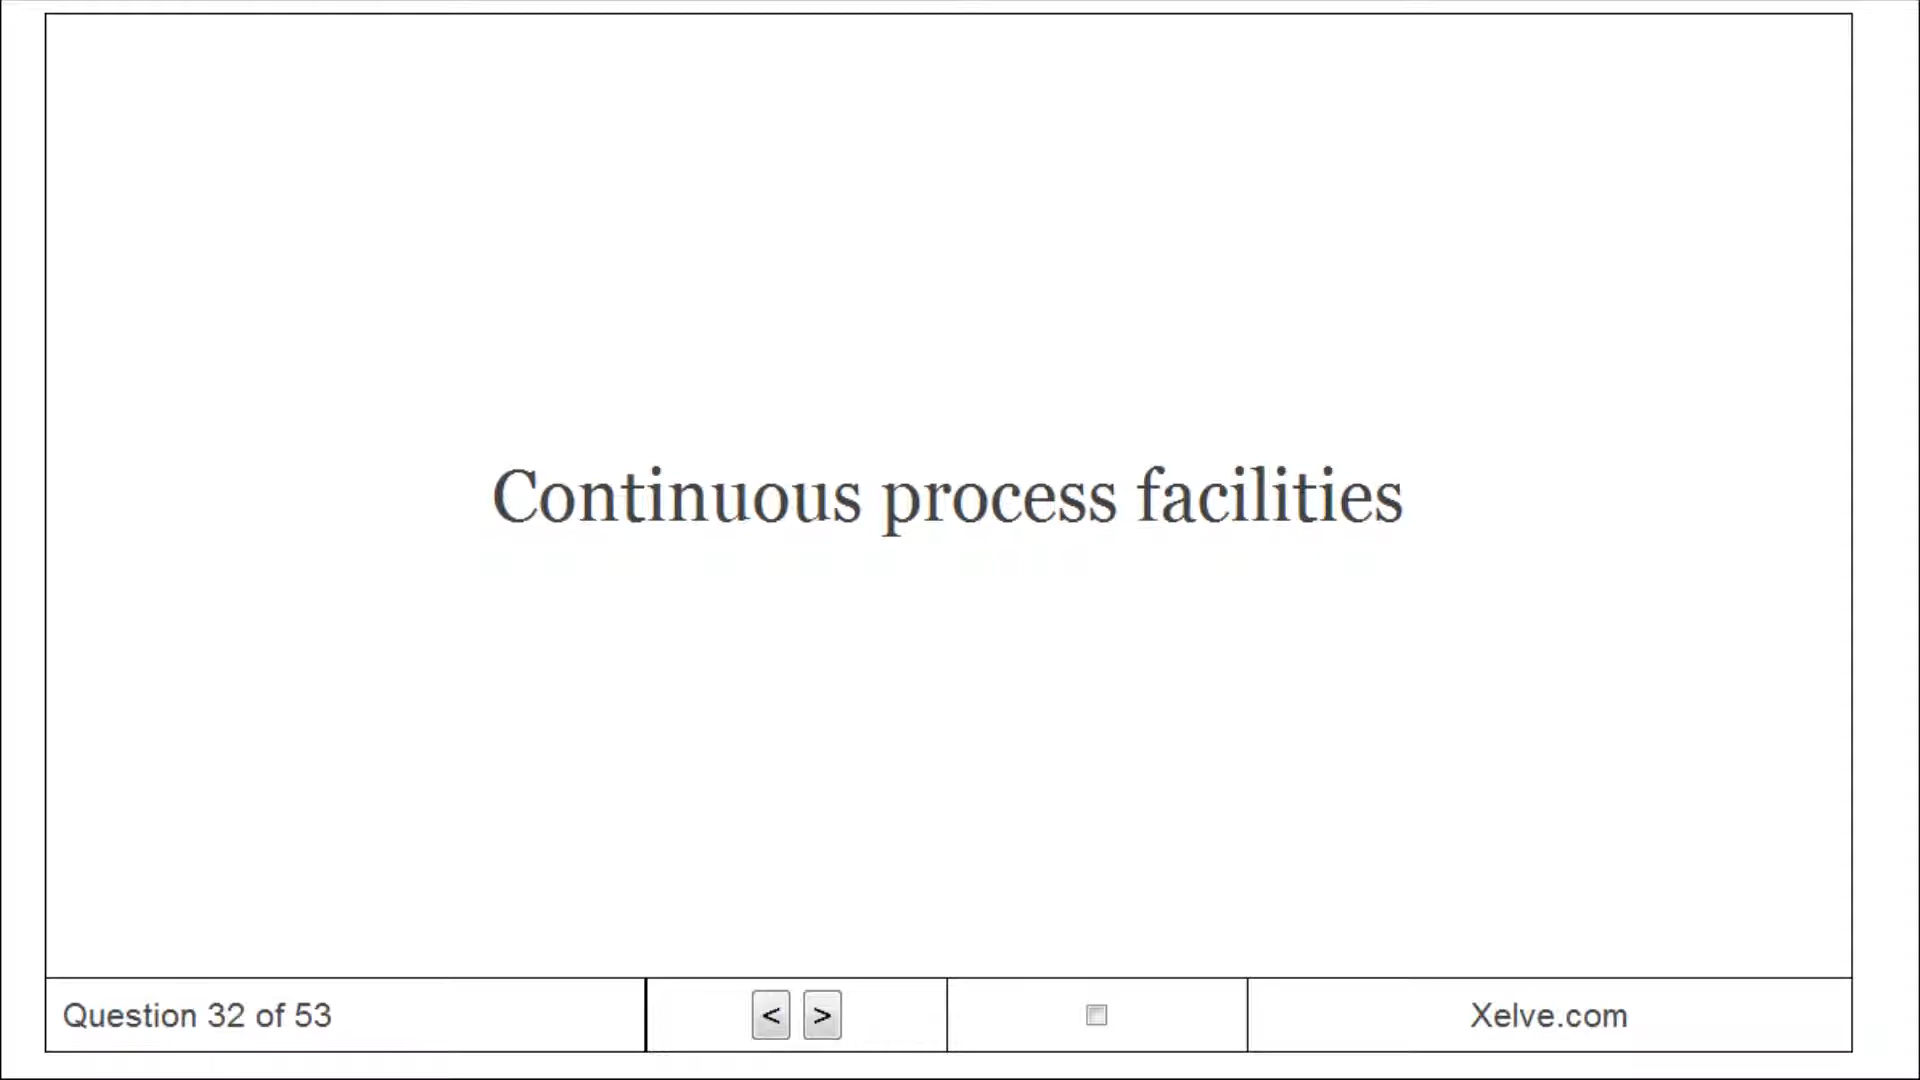 Continuous process facilities
Question 32 of 53
< >
Xelve.com